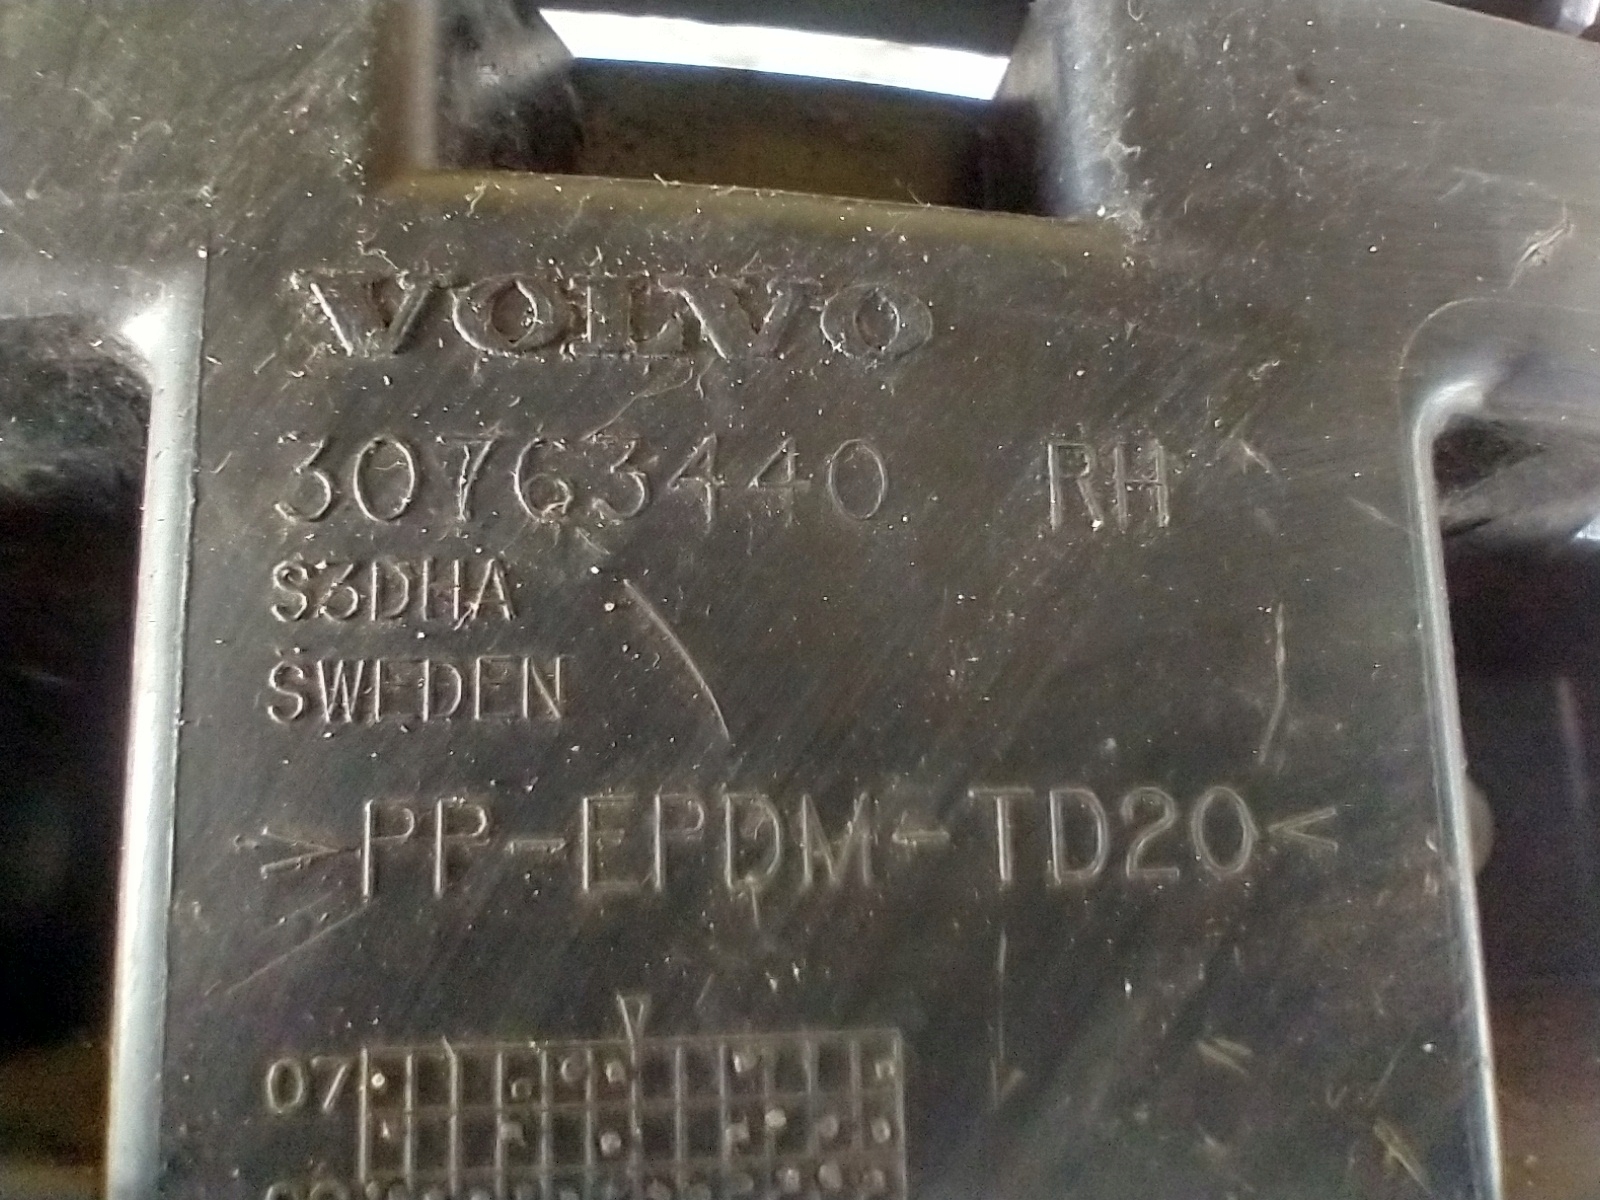 VOLVO
30763440 RH
S3DHA
SWEDEN
>PP-EPDM-TD20<
07